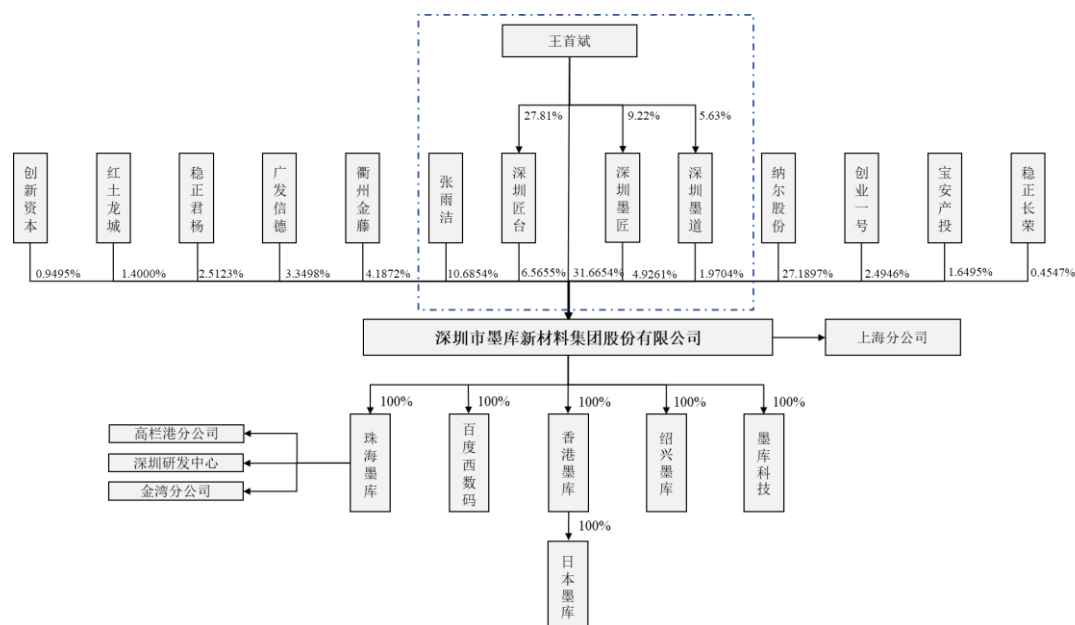 王首斌
27.81%
9.22%
5.63%
创新资本
红土龙城
稳正君杨
广发信德
衢州金藤
张雨洁
深圳匠台
深圳墨匠
深圳墨道
纳尔股份
创业一号
宝安产投
稳正长荣
0.9495%
1.4000%
2.5123%
3.3498%
4.1872%
10.6854%
6.5655%
31.6654%
4.9261%
1.9704%
27.1897%
2.4946%
1.6495%
0.4547%
深圳市墨库新材料集团股份有限公司
上海分公司
100%
100%
100%
100%
100%
高栏港分公司
深圳研发中心
金湾分公司
珠海墨库
百度西数码
香港墨库
绍兴墨库
墨库科技
100%
日本墨库